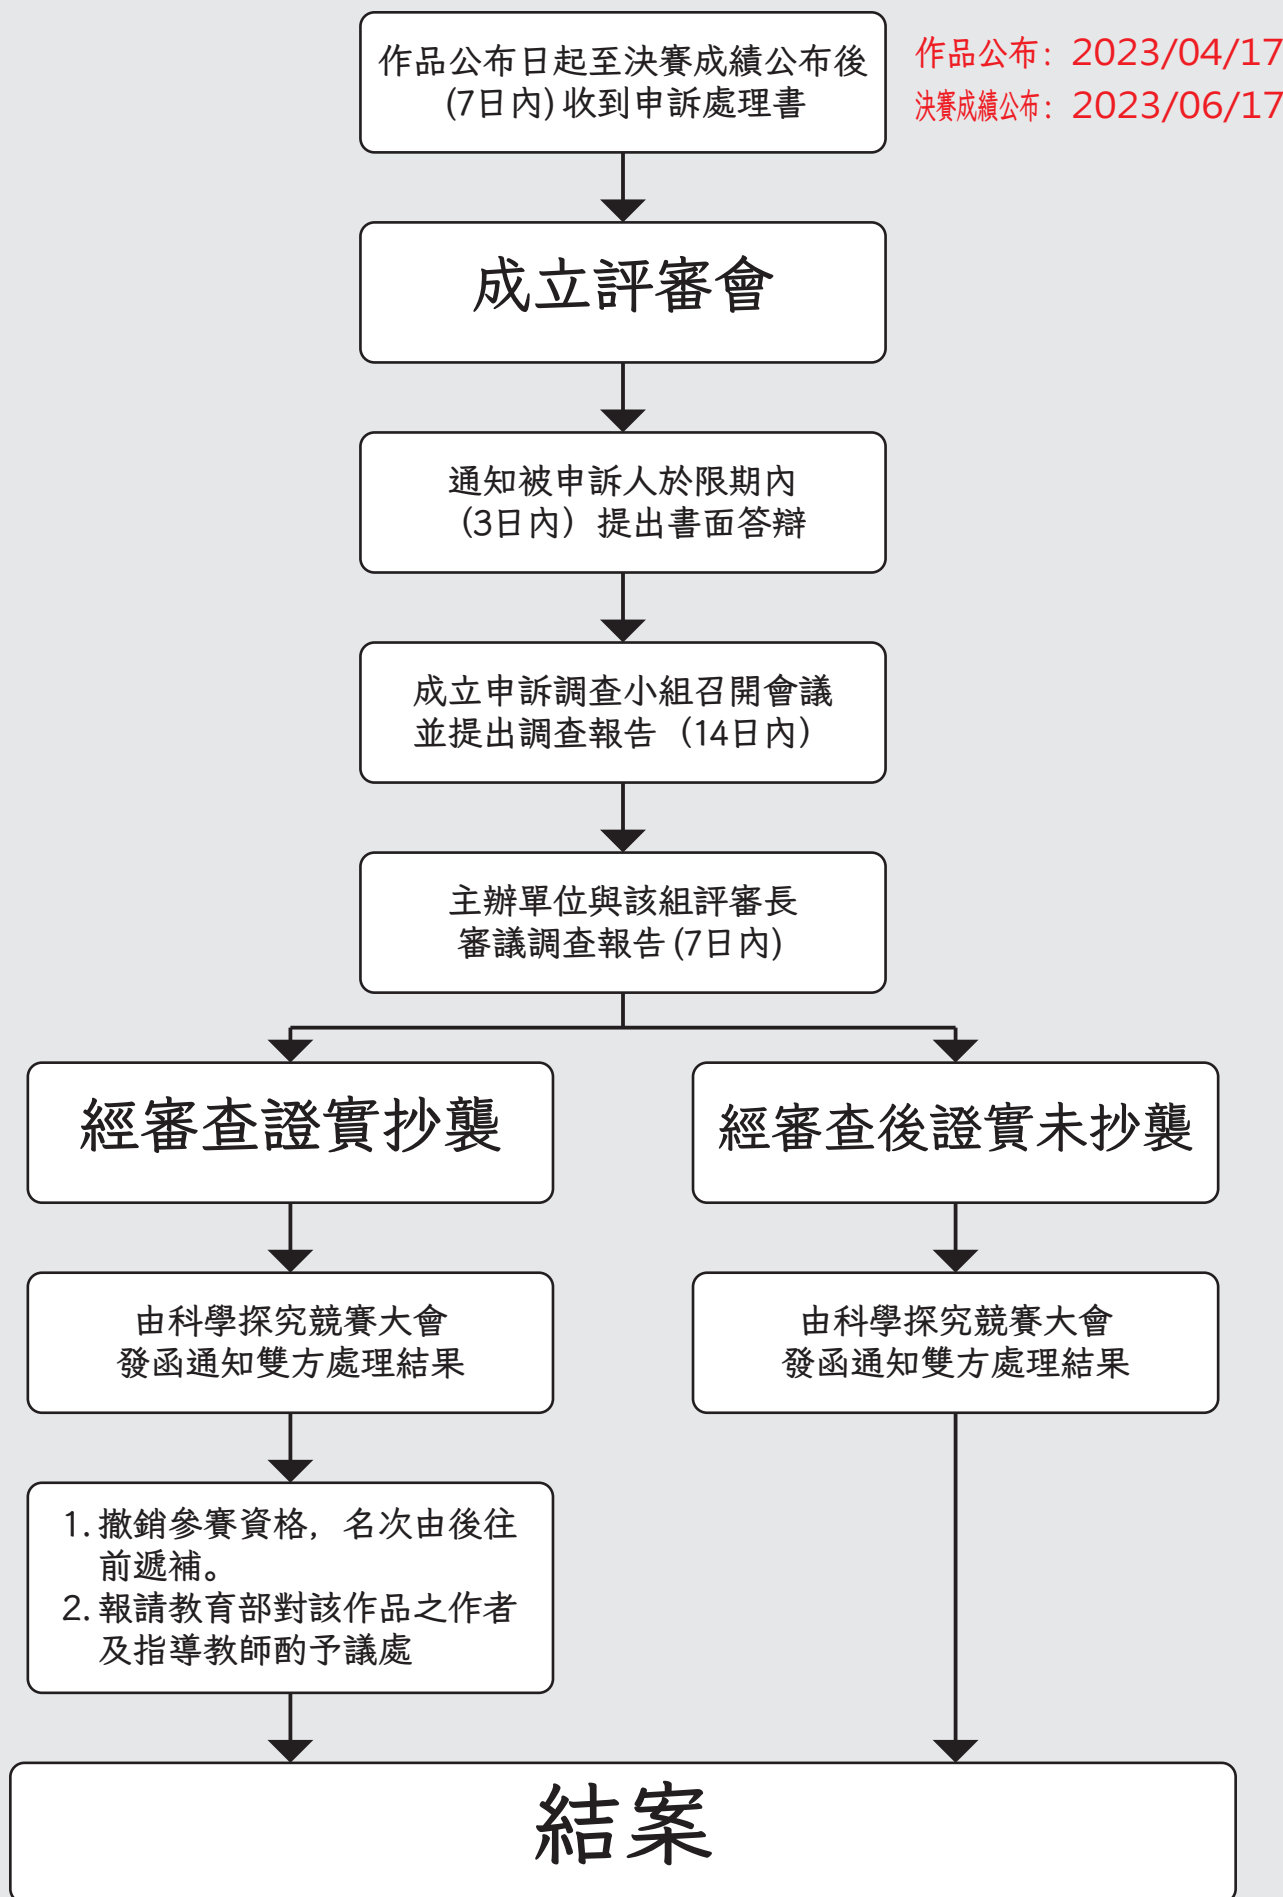 作品公布日起至決賽成績公布後
(7日內)收到申訴處理書
作品公布：2023/04/17
決賽成績公布：2023/06/17
成立評審會
通知被申訴人於限期內
（3日內）提出書面答辯
成立申訴調查小組召開會議
並提出調查報告（14日內）
主辦單位與該組評審長
審議調查報告(7日內)
經審查證實抄襲
經審查後證實未抄襲
由科學探究競賽大會
發函通知雙方處理結果
由科學探究競賽大會
發函通知雙方處理結果
1. 撤銷參賽資格，名次由後往
前遞補。
2. 報請教育部對該作品之作者
及指導教師酌予議處
結案